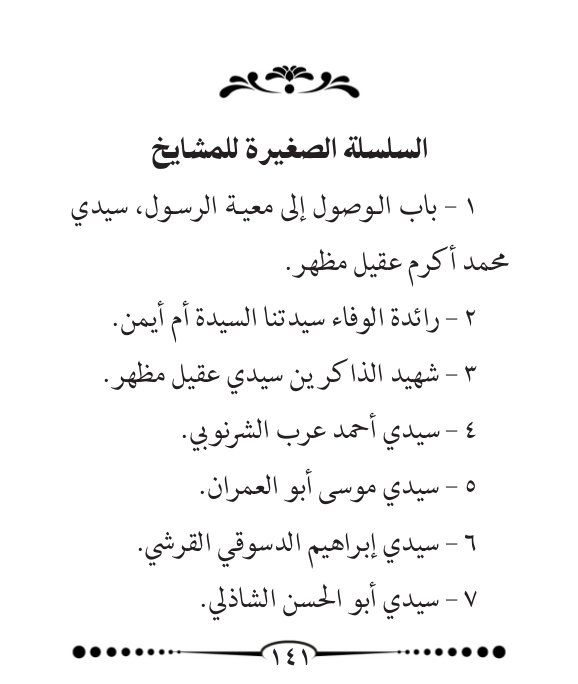 السلسلة الصغيرة للمشايخ
١ - باب الوصول إلى معية الرسول، سيدي
محمد أكرم عقيل مظهر.
٢ - رائدة الوفاء سيدتنا السيدة أم أيمن.
٣ - شهيد الذاكرين سيدي عقيل مظهر.
٤ - سيدي أحمد عرب الشرنوبي.
٥ - سيدي موسى أبو العمران.
٦ - سيدي إبراهيم الدسوقي القرشي.
٧ - سيدي أبو الحسن الشاذلي.
١٤١